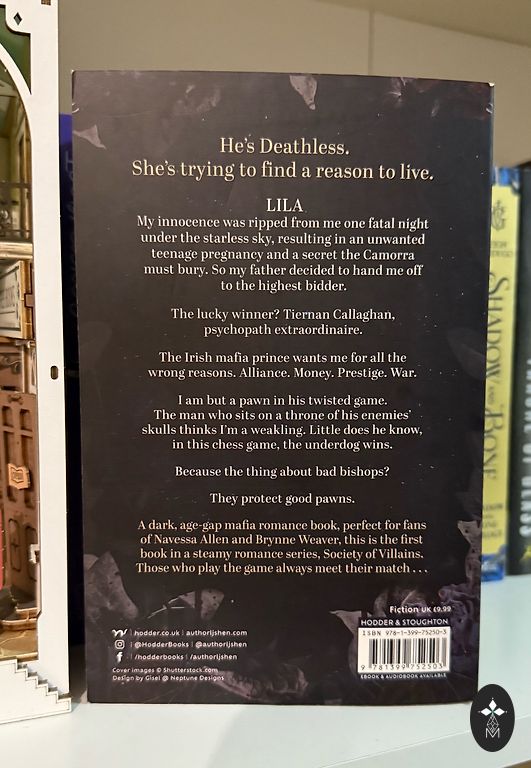 He's Deathless.
She's trying to find a reason to live.
LILA
My innocence was ripped from me one fatal night
under the starless sky, resulting in an unwanted
teenage pregnancy and a secret the Camorra
must bury. So my father decided to hand me off
to the highest bidder.
The lucky winner? Tiernan Callaghan,
psychopath extraordinaire.
The Irish mafia prince wants me for all the
wrong reasons. Alliance. Money. Prestige. War.
I am but a pawn in his twisted game.
The man who sits on a throne of his enemies'
skulls thinks I'm a weakling. Little does he know,
in this chess game, the underdog wins.
Because the thing about bad bishops?
They protect good pawns.
A dark, age-gap mafia romance book, perfect for fans
of Navessa Allen and Brynne Weaver, this is the first
book in a steamy romance series, Society of Villains.
Those who play the game always meet their match . . .
hodder.co.uk | authorljshen.com
@HodderBooks | @authorljshen
/hodderbooks | /authorljshen
Cover images © Shutterstock.com
Design by Gisel @ Neptune Designs
Fiction UK £9.99
HODDER & STOUGHTON
ISBN 978-1-399-75250-3
9 781399 752503
EBOOK & AUDIOBOOK AVAILABLE
SHADOW AND BONE
M